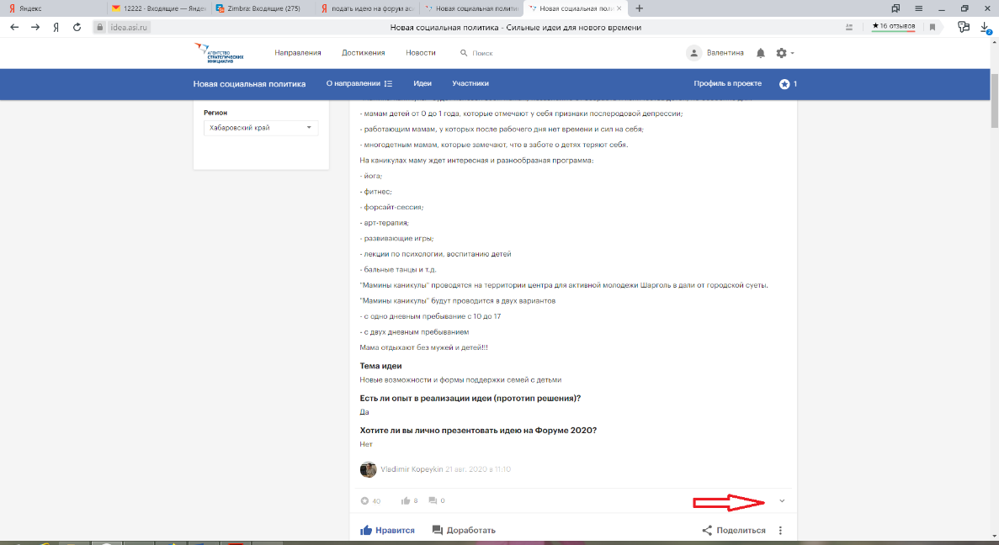 Яндекс
12222 - Входящие — Яндек
Zimbra: Входящие (275)
подать идею на форум ас
Новая социальная полити
Новая социальная поли
idea.asi.ru
Новая социальная политика - Сильные идеи для нового времени
★16 отзывов
2
АГЕНТСТВО
СТРАТЕГИЧЕСКИХ
ИНИЦИАТИВ
Направления
Достижения
Новости
Поиск
Валентина
Новая социальная политика
О направлении
Идеи
Участники
Профиль в проекте
1
Регион
Хабаровский край
- мамам детей от 0 до 1 года, которые отмечают у себя признаки послеродовой депрессии;
- работающим мамам, у которых после рабочего дня нет времени и сил на себя;
- многодетным мамам, которые замечают, что в заботе о детях теряют себя.
На каникулах маму ждет интересная и разнообразная программа:
- йога;
- фитнес;
- форсайт-сессия;
- арт-терапия;
- развивающие игры;
- лекции по психологии, воспитанию детей
- бальные танцы и т.д.
"Мамины каникулы" проводятся на территории центра для активной молодежи Шарголь в дали от городской суеты.
"Мамины каникулы" будут проводится в двух вариантов
- с одно дневным пребывание с 10 до 17
- с двух дневным пребыванием
Мама отдыхают без мужей и детей!!!
Тема идеи
Новые возможности и формы поддержки семей с детьми
Есть ли опыт в реализации идеи (прототип решения)?
Да
Хотите ли вы лично презентовать идею на Форуме 2020?
Нет
Vladimir Kopeykin 21 авг. 2020 в 11:10
40
8
0
Нравится
Доработать
Поделиться